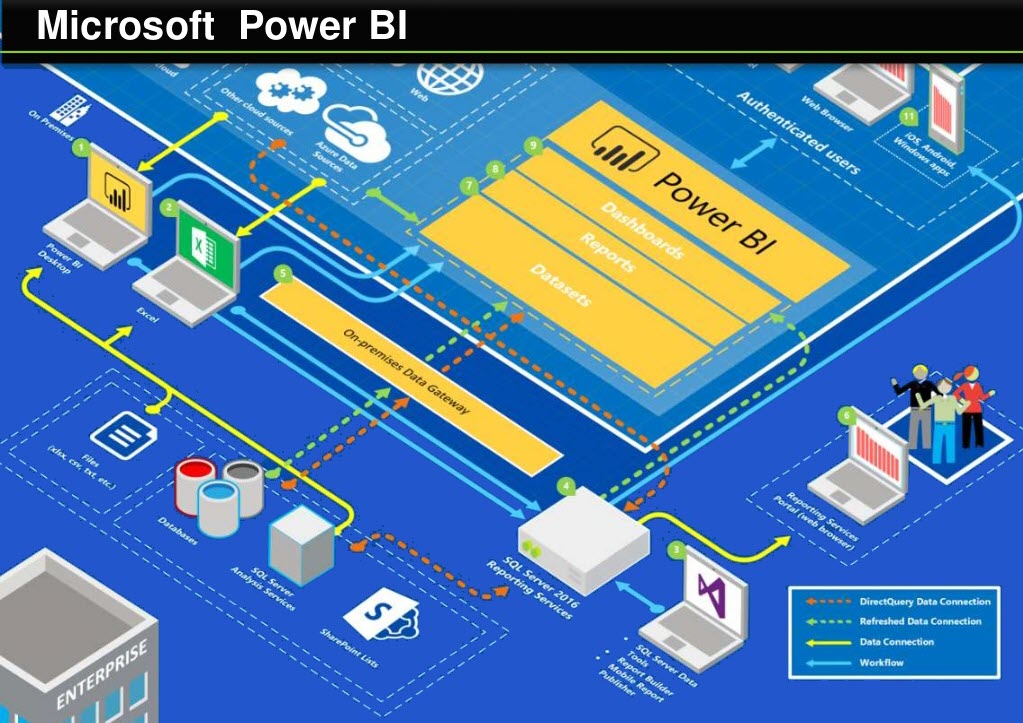 Microsoft  Power BI
Cloud
Other cloud sources
Azure Data
Sources
Web
On Premises
Authenticated users
Web Browser
11
iOS, Android,
Windows apps
1
Power BI
Desktop
2
Excel
9
8
7
Power BI
Dashboards
Reports
Datasets
5
On-premises Data Gateway
Files
(xlsx, csv, txt, etc.)
Databases
SQL Server
Analysis Services
S
SharePoint Lists
4
SQL Server 2016
Reporting Services
6
Reporting Services
Portal (web browser)
3
• SQL Server Data
Tools
• Report Builder
• Mobile Report
Publisher
ENTERPRISE
DirectQuery Data Connection
Refreshed Data Connection
Data Connection
Workflow